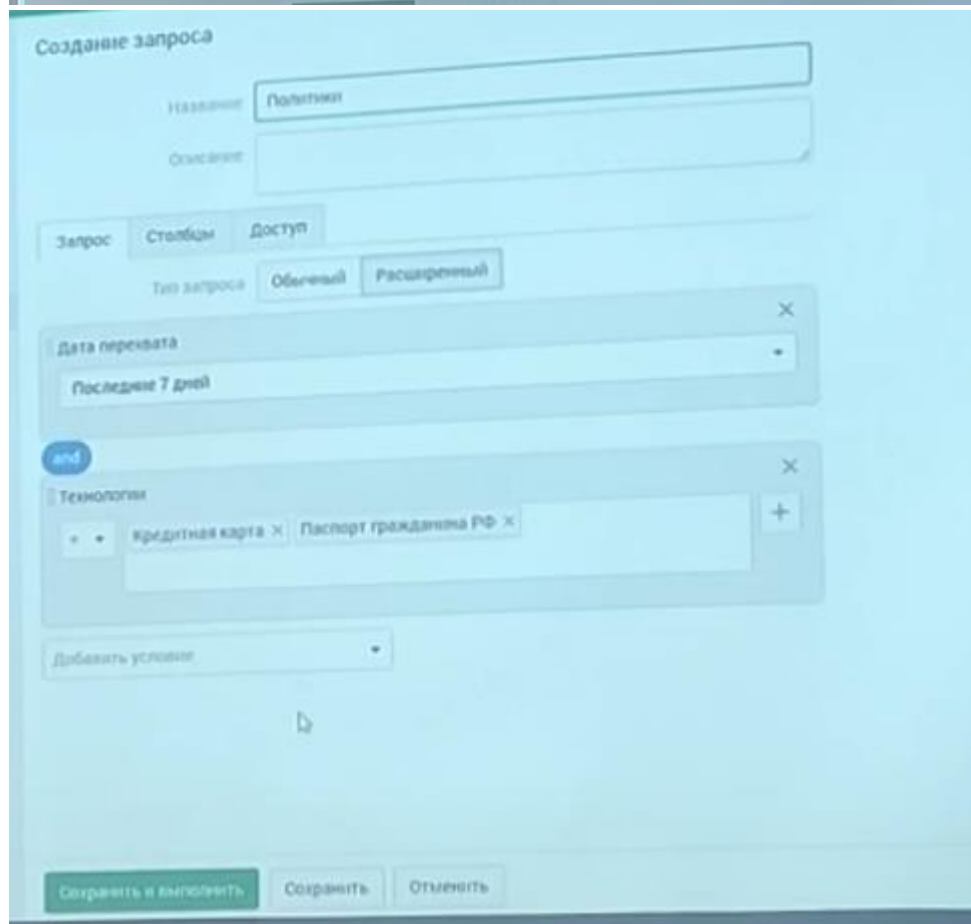 Создание запроса
Название Политики
Описание
Запрос Столбцы Доступ
Тип запроса Обычный Расширенный
Дата перехвата
Последние 7 дней
and
Технологии
= Кредитная карта × Паспорт гражданина РФ × +
Добавить условие
Сохранить и выполнить Сохранить Отменить